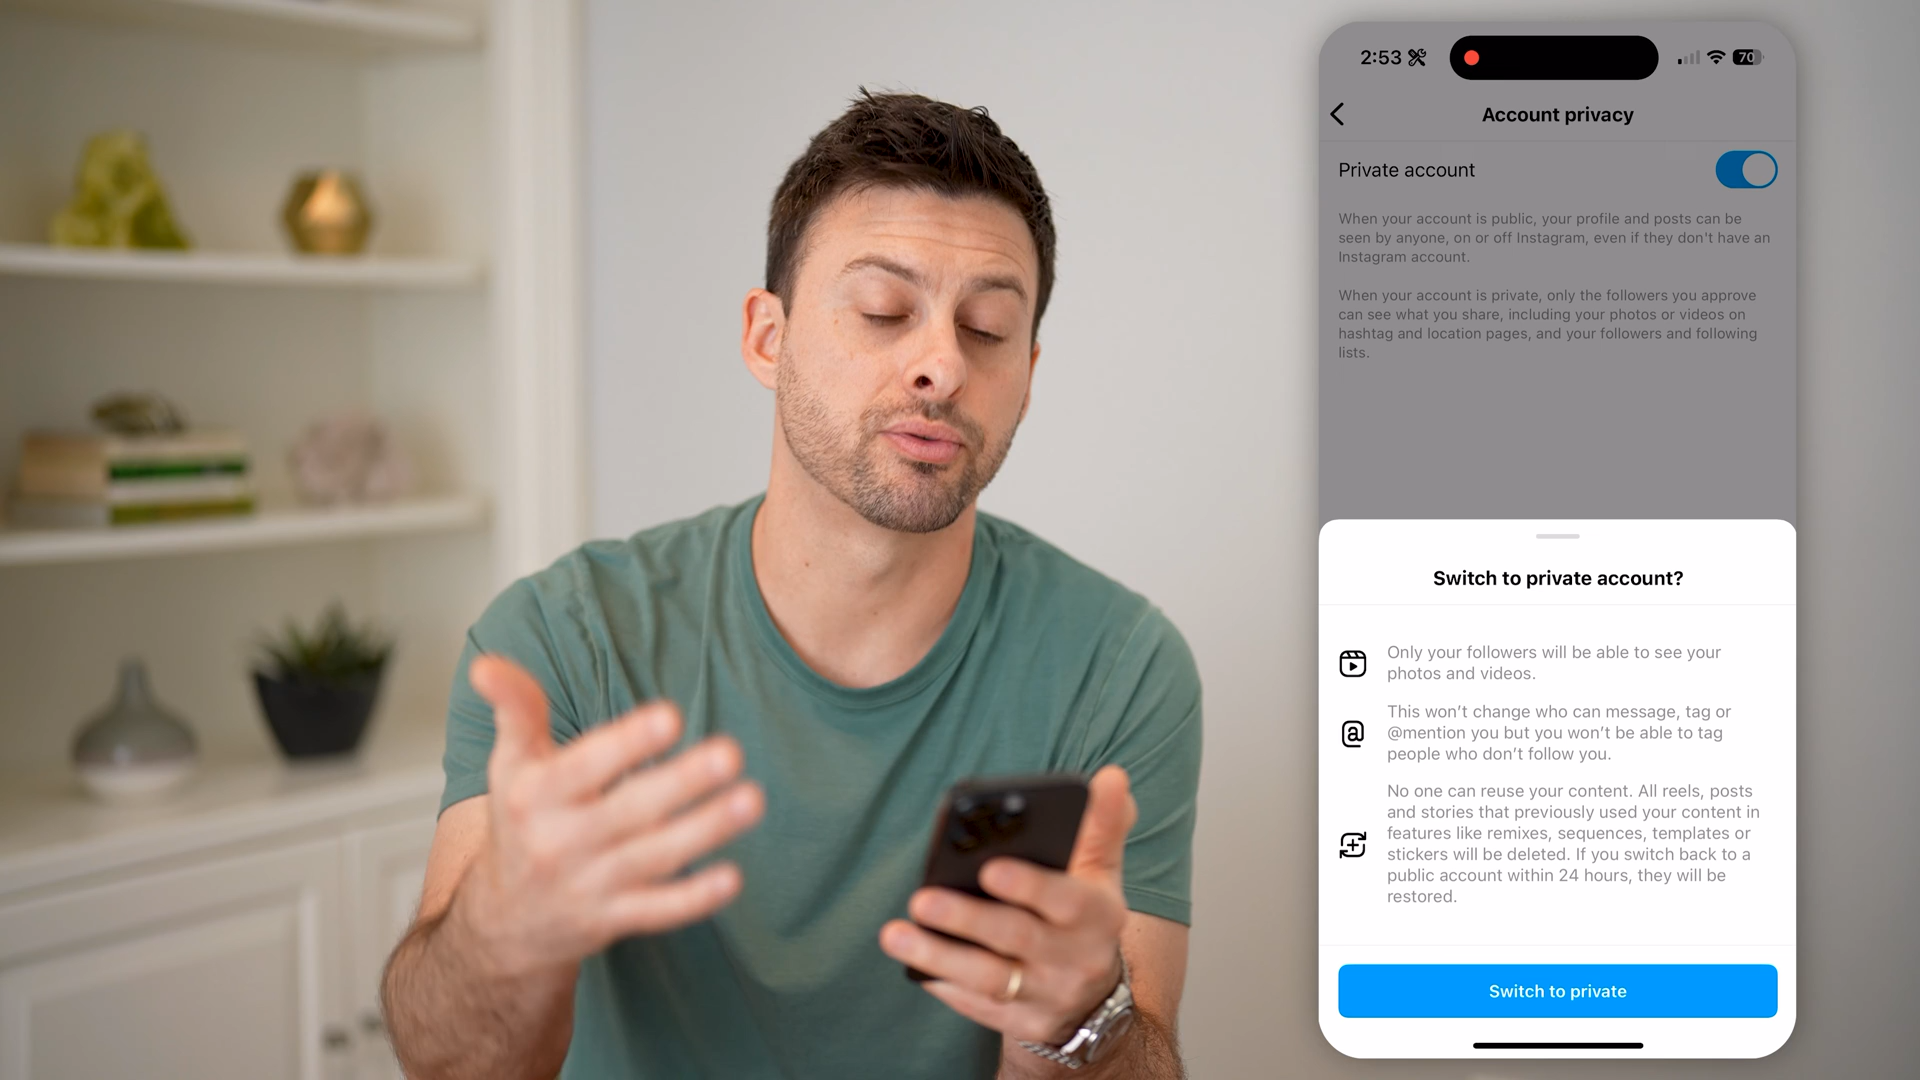 2:53
70
Account privacy
Private account
When your account is public, your profile and posts can be
seen by anyone, on or off Instagram, even if they don't have an
Instagram account.
When your account is private, only the followers you approve
can see what you share, including your photos or videos on
hashtag and location pages, and your followers and following
lists.
Switch to private account?
Only your followers will be able to see your
photos and videos.
This won’t change who can message, tag or
@mention you but you won’t be able to tag
people who don’t follow you.
No one can reuse your content. All reels, posts
and stories that previously used your content in
features like remixes, sequences, templates or
stickers will be deleted. If you switch back to a
public account within 24 hours, they will be
restored.
Switch to private